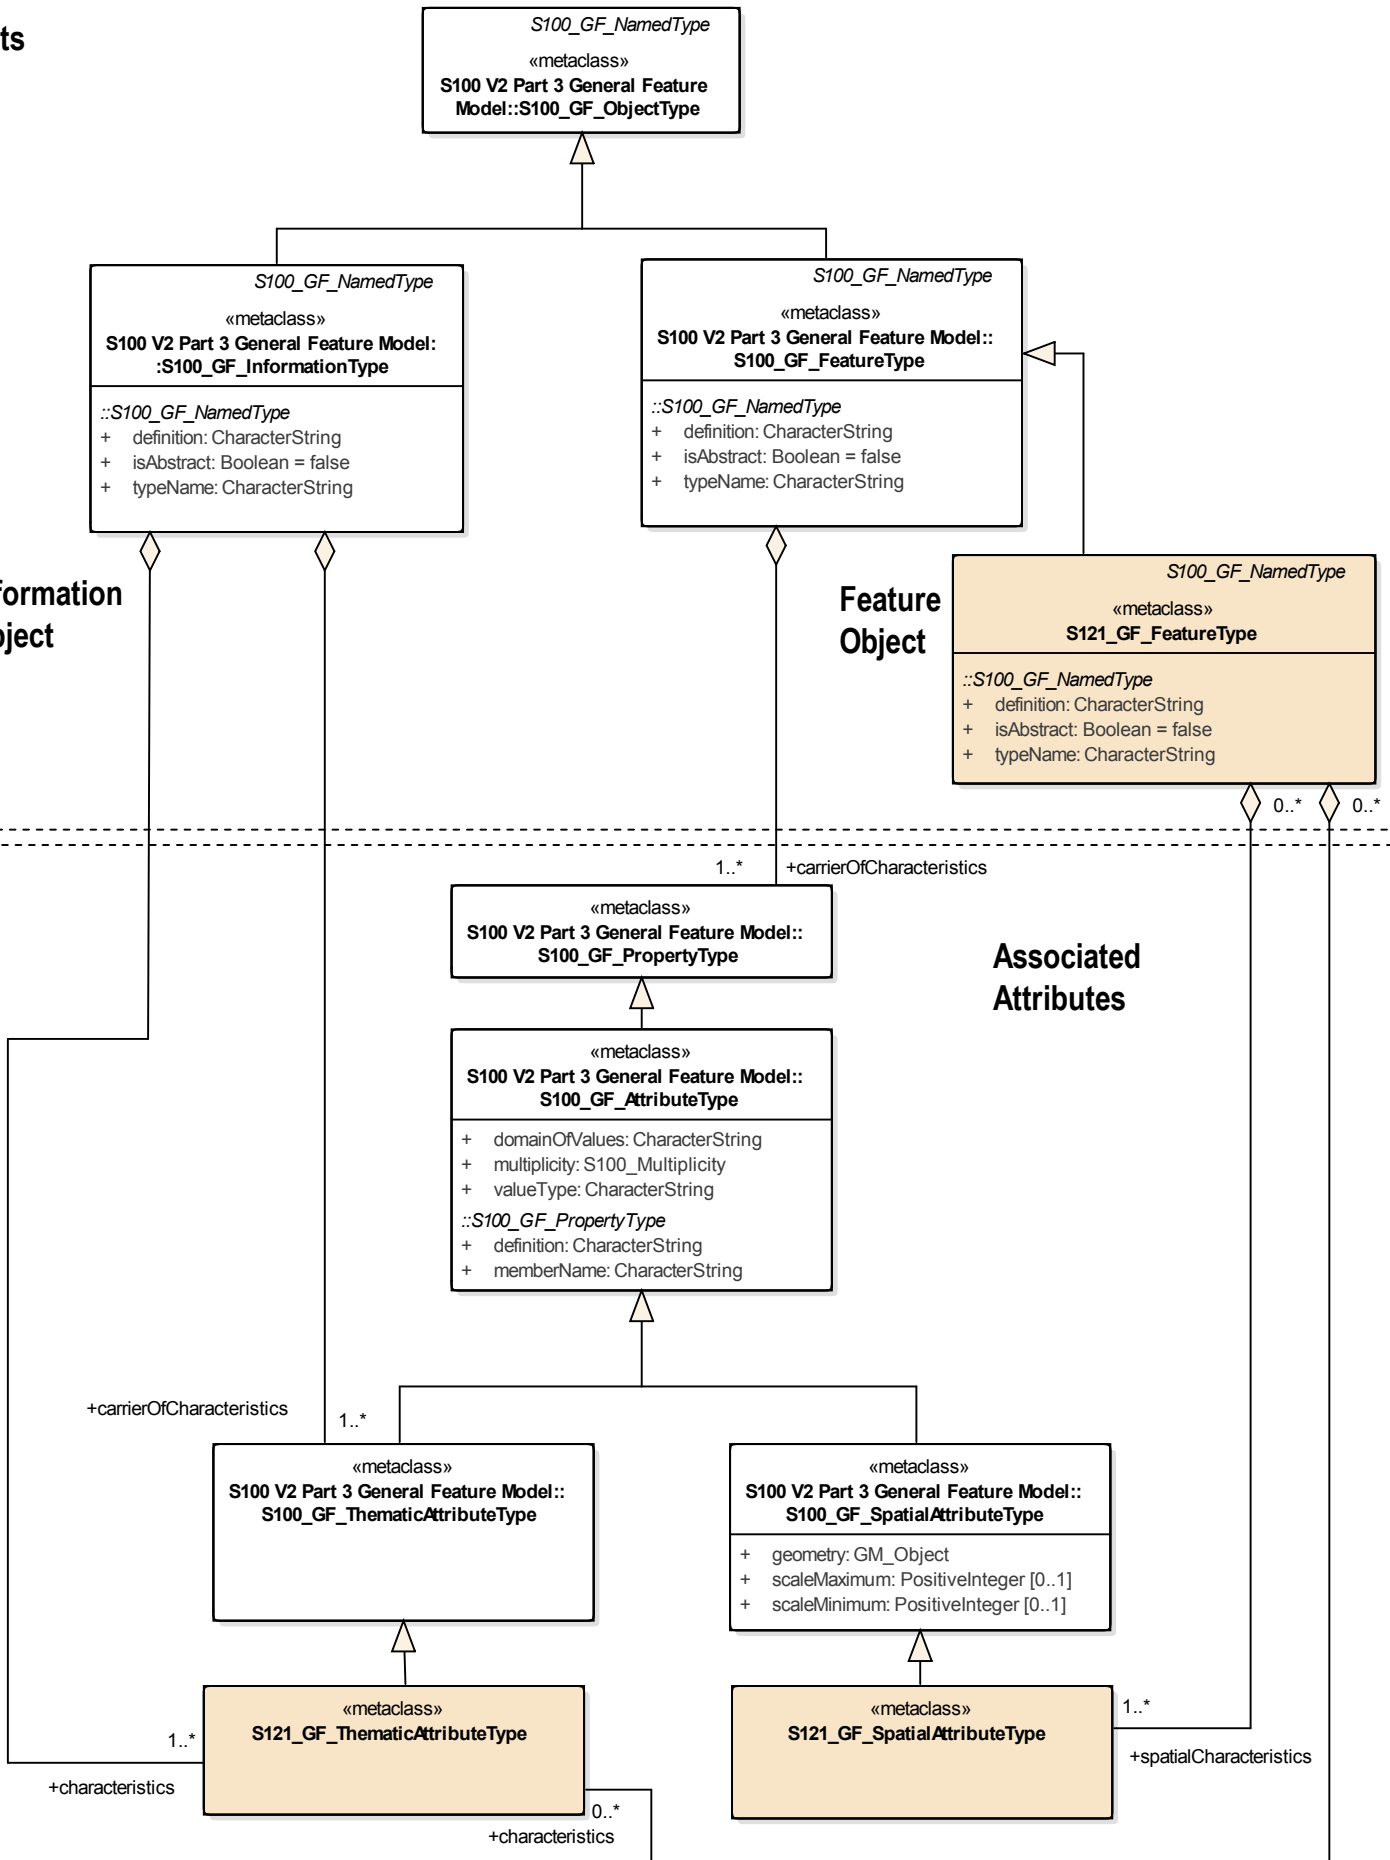 ts
S100_GF_NamedType
«metaclass»
S100 V2 Part 3 General Feature
Model::S100_GF_ObjectType
S100_GF_NamedType
«metaclass»
S100 V2 Part 3 General Feature Model:
:S100_GF_InformationType
::S100_GF_NamedType
+ definition: CharacterString
+ isAbstract: Boolean = false
+ typeName: CharacterString
S100_GF_NamedType
«metaclass»
S100 V2 Part 3 General Feature Model::
S100_GF_FeatureType
::S100_GF_NamedType
+ definition: CharacterString
+ isAbstract: Boolean = false
+ typeName: CharacterString
formation
ject
Feature
Object
S100_GF_NamedType
«metaclass»
S121_GF_FeatureType
::S100_GF_NamedType
+ definition: CharacterString
+ isAbstract: Boolean = false
+ typeName: CharacterString
0..*
0..*
1..*
+carrierOfCharacteristics
«metaclass»
S100 V2 Part 3 General Feature Model::
S100_GF_PropertyType
Associated
Attributes
«metaclass»
S100 V2 Part 3 General Feature Model::
S100_GF_AttributeType
+ domainOfValues: CharacterString
+ multiplicity: S100_Multiplicity
+ valueType: CharacterString
::S100_GF_PropertyType
+ definition: CharacterString
+ memberName: CharacterString
+carrierOfCharacteristics
1..*
«metaclass»
S100 V2 Part 3 General Feature Model::
S100_GF_ThematicAttributeType
«metaclass»
S100 V2 Part 3 General Feature Model::
S100_GF_SpatialAttributeType
+ geometry: GM_Object
+ scaleMaximum: PositiveInteger [0..1]
+ scaleMinimum: PositiveInteger [0..1]
«metaclass»
S121_GF_ThematicAttributeType
1..*
+characteristics
0..*
+characteristics
«metaclass»
S121_GF_SpatialAttributeType
1..*
+spatialCharacteristics